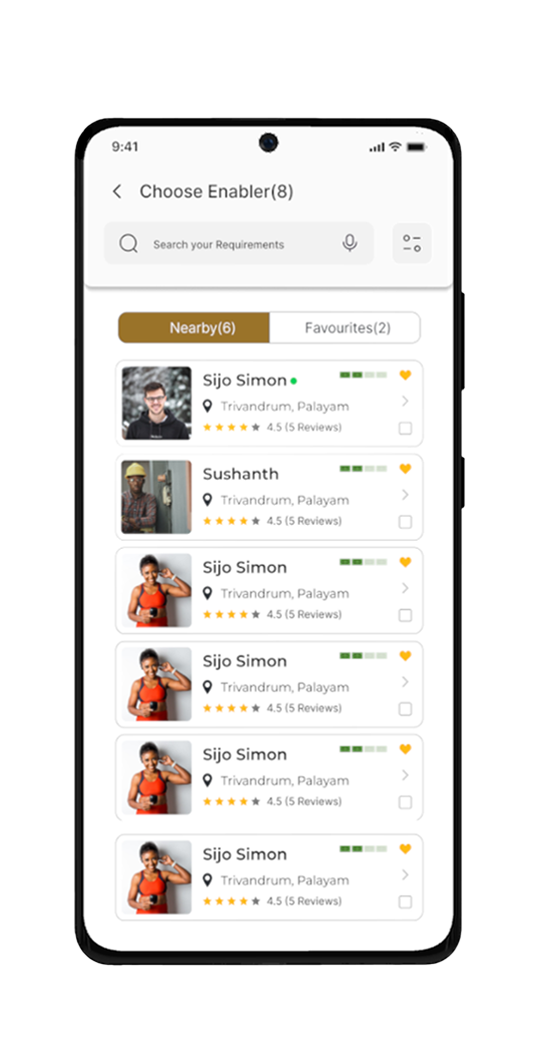 9:41
Choose Enabler(8)
Search your Requirements
Nearby(6) Favourites(2)
Sijo Simon
Trivandrum, Palayam
4.5 (5 Reviews)
Sushanth
Trivandrum, Palayam
4.5 (5 Reviews)
Sijo Simon
Trivandrum, Palayam
4.5 (5 Reviews)
Sijo Simon
Trivandrum, Palayam
4.5 (5 Reviews)
Sijo Simon
Trivandrum, Palayam
4.5 (5 Reviews)
Sijo Simon
Trivandrum, Palayam
4.5 (5 Reviews)